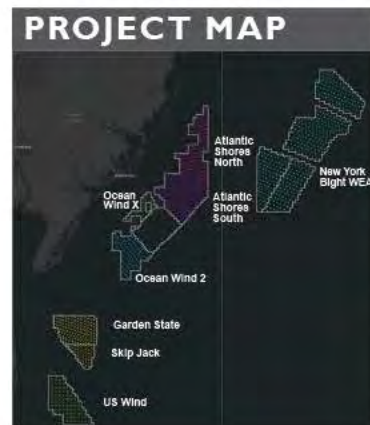 PROJECT MAP
Atlantic
Shores
North
New York
Bight WEA
Ocean
Wind X
Atlantic
Shores
South
Ocean Wind 2
Garden State
Skip Jack
US Wind